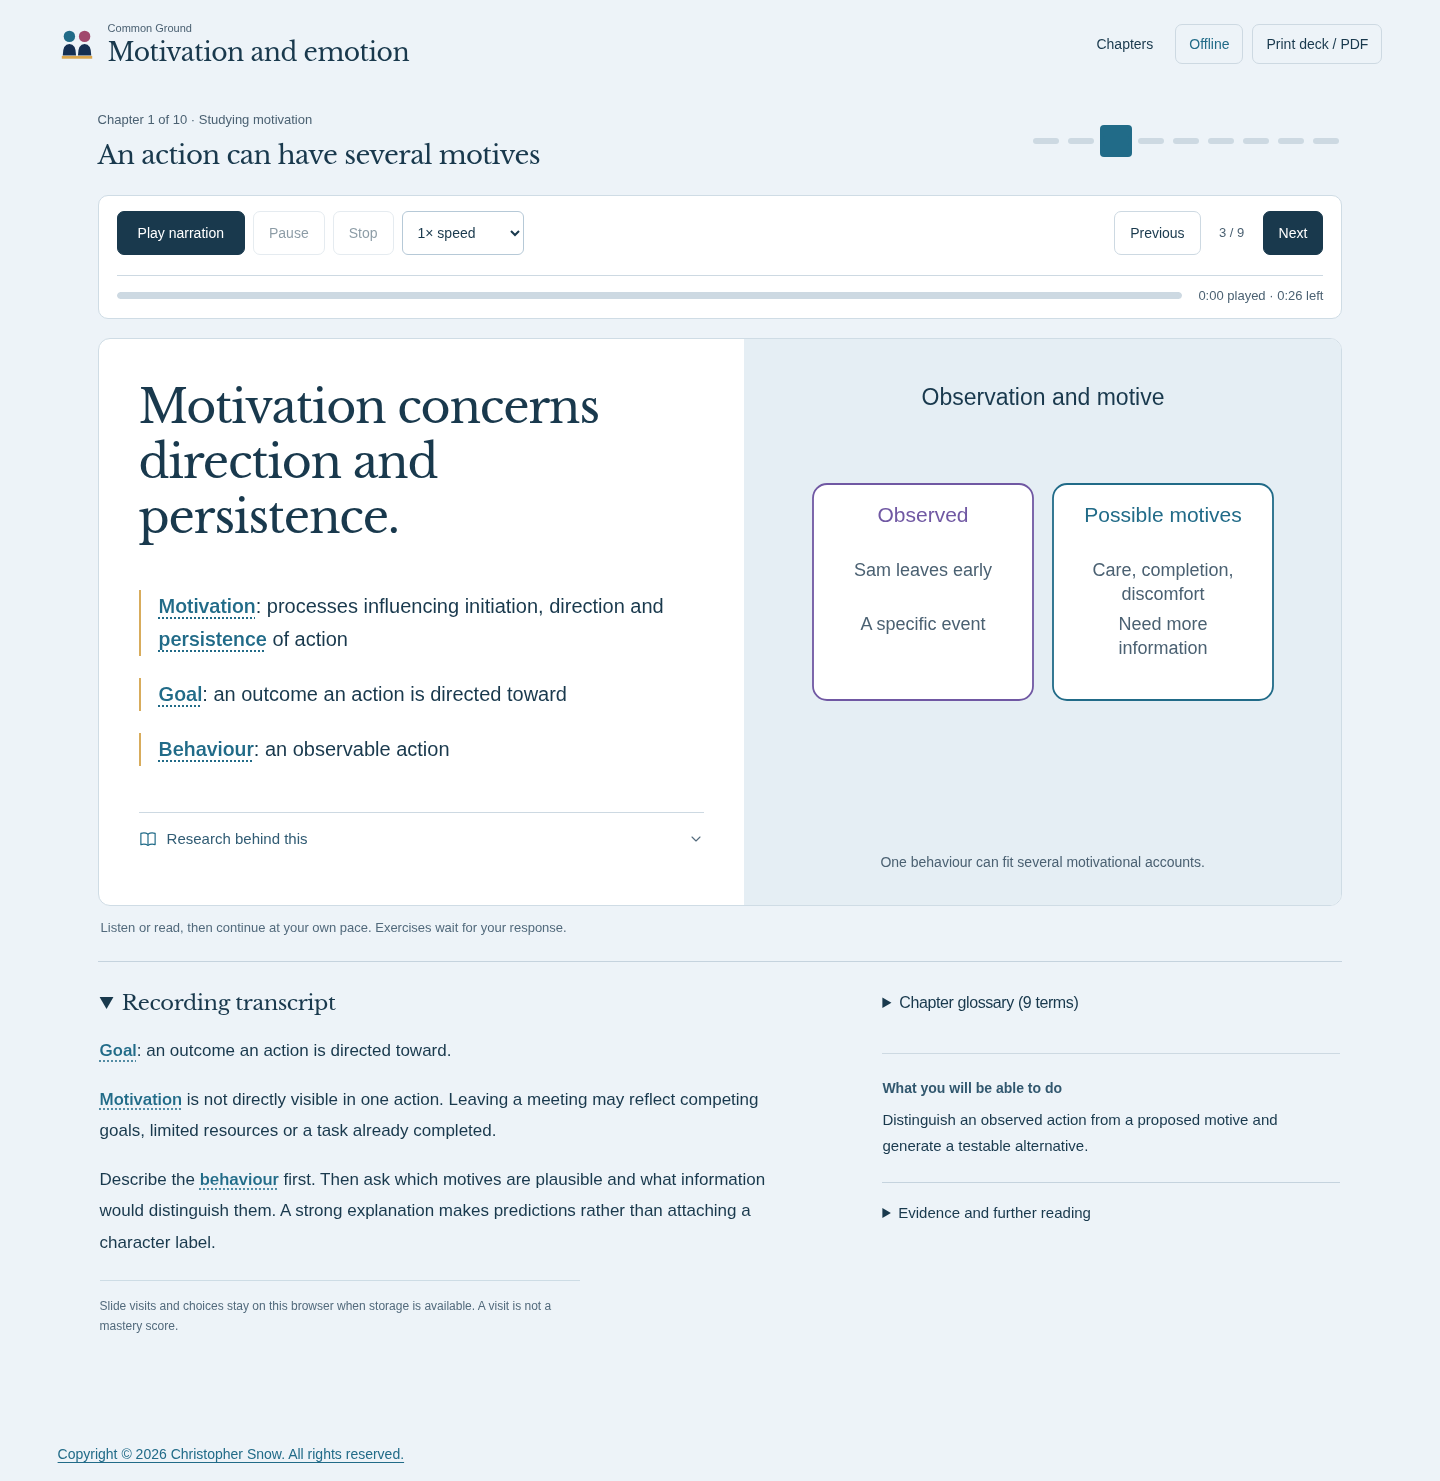 Common Ground
Motivation and emotion
Chapters
Offline
Print deck / PDF
Chapter 1 of 10 · Studying motivation
An action can have several motives
Play narration
Pause
Stop
1× speed
Previous
3 / 9
Next
0:00 played · 0:26 left
Motivation concerns
direction and
persistence.
Motivation: processes influencing initiation, direction and
persistence of action
Goal: an outcome an action is directed toward
Behaviour: an observable action
Research behind this
Observation and motive
Observed
Sam leaves early
A specific event
Possible motives
Care, completion,
discomfort
Need more
information
One behaviour can fit several motivational accounts.
Listen or read, then continue at your own pace. Exercises wait for your response.
Recording transcript
Goal: an outcome an action is directed toward.
Motivation is not directly visible in one action. Leaving a meeting may reflect competing
goals, limited resources or a task already completed.
Describe the behaviour first. Then ask which motives are plausible and what information
would distinguish them. A strong explanation makes predictions rather than attaching a
character label.
Slide visits and choices stay on this browser when storage is available. A visit is not a
mastery score.
Chapter glossary (9 terms)
What you will be able to do
Distinguish an observed action from a proposed motive and
generate a testable alternative.
Evidence and further reading
Copyright © 2026 Christopher Snow. All rights reserved.